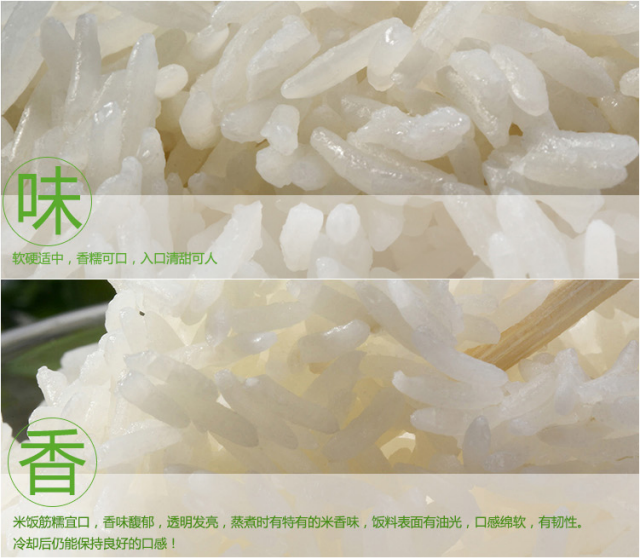 味
软硬适中，香糯可口，入口清甜可人
香
米饭筋糯宜口，香味馥郁，透明发亮，蒸煮时有特有的米香味，饭料表面有油光，口感绵软，有韧性。
冷却后仍能保持良好的口感！